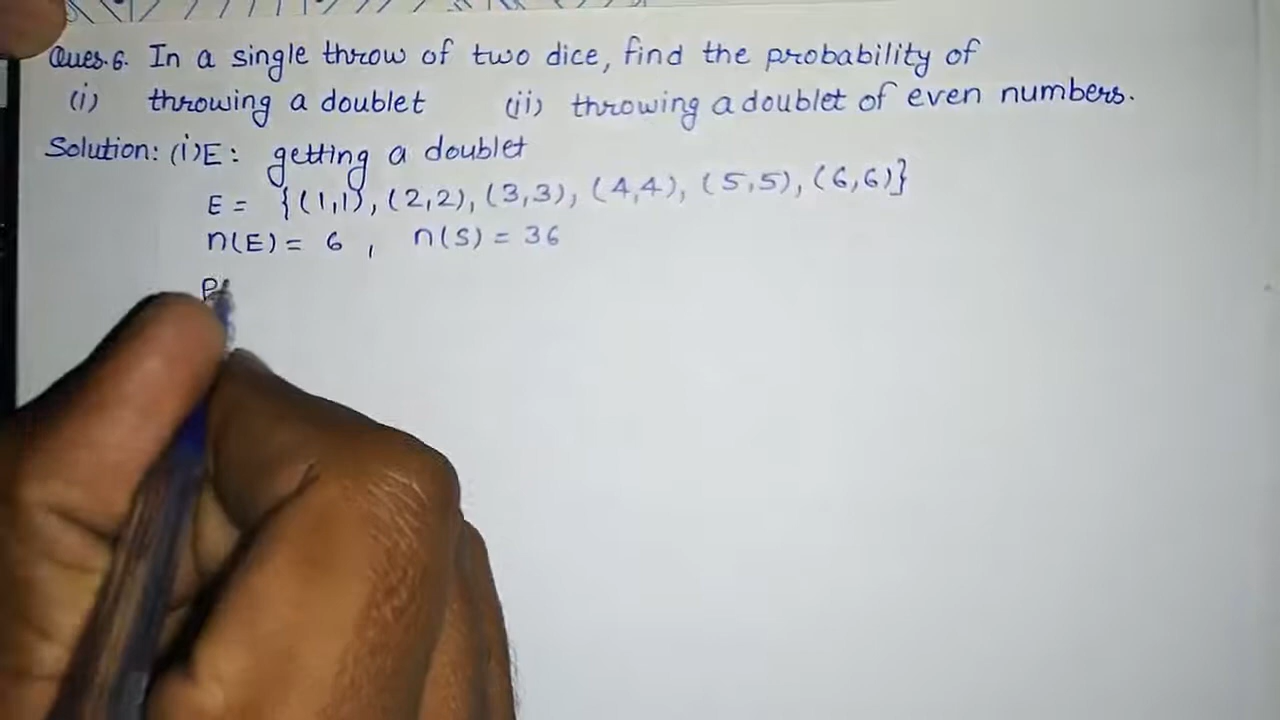 Ques.6. In a single throw of two dice, find the probability of
(i) throwing a doublet (ii) throwing a doublet of even numbers.
Solution: (i) E: getting a doublet
E = {(1,1), (2,2), (3,3), (4,4), (5,5), (6,6)}
n(E) = 6 , n(S) = 36
P(